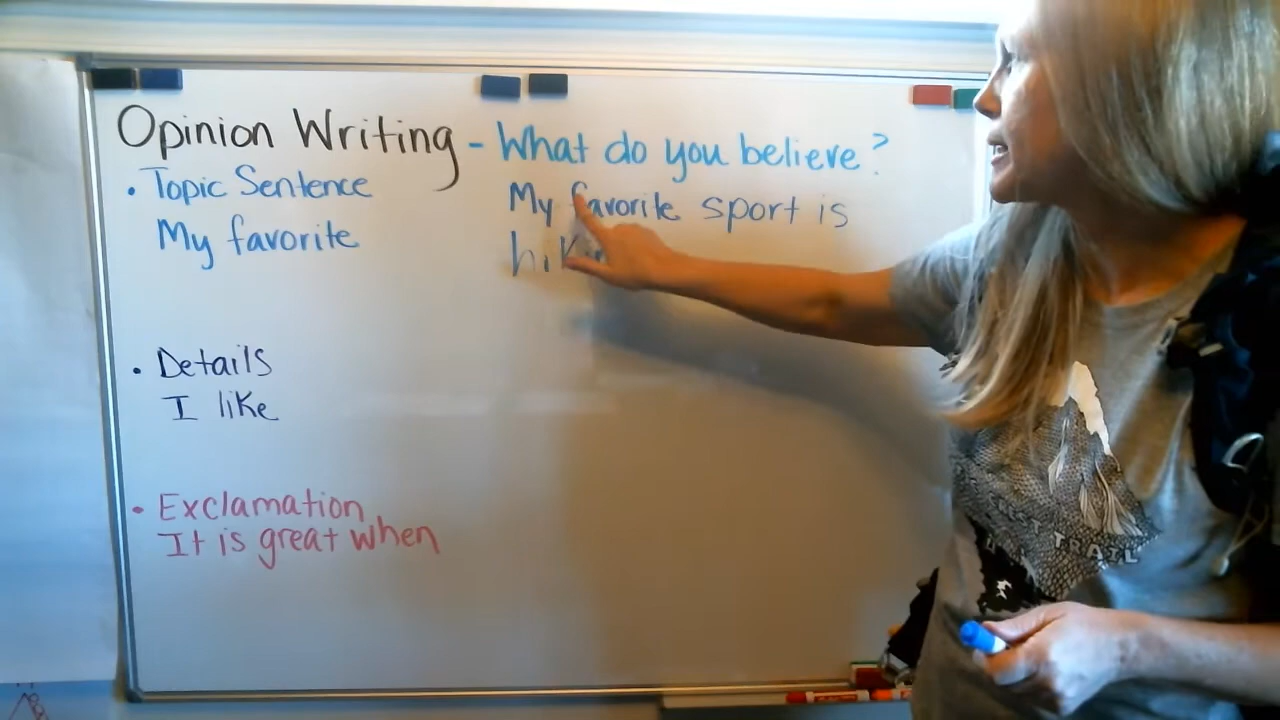 Opinion Writing - What do you believe?
• Topic Sentence
My favorite
My favorite sport is
• Details
I like
• Exclamation
It is great when
TRAIL